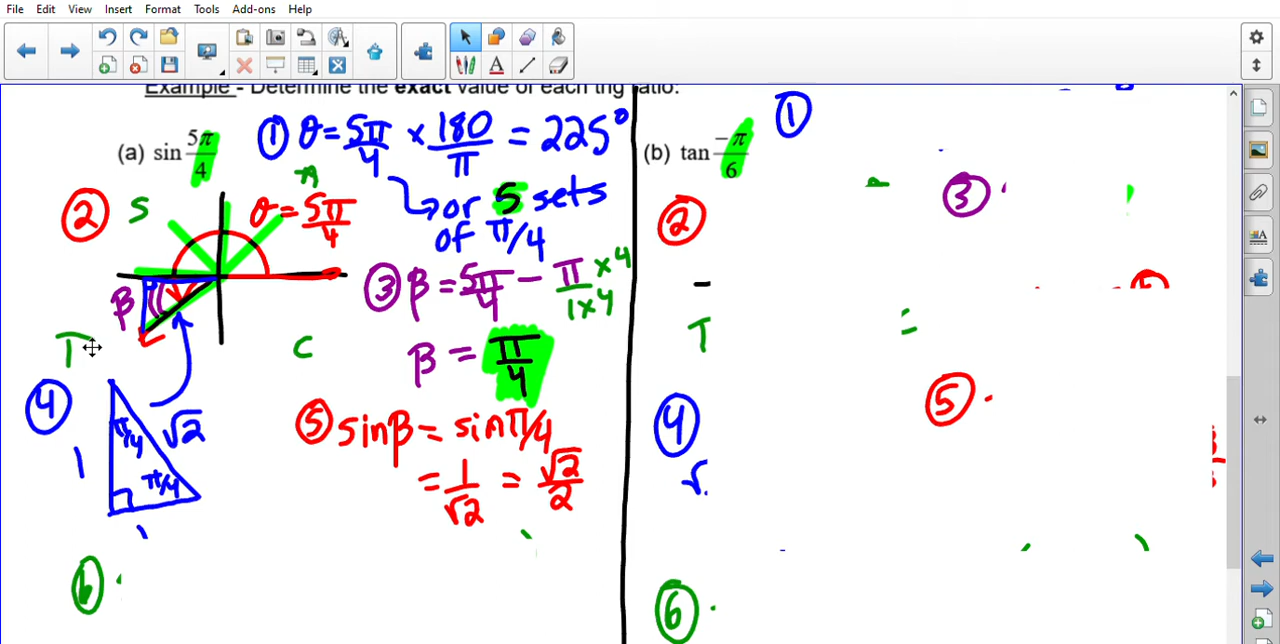 File Edit View Insert Format Tools Add-ons Help
Example - Determine the exact value of each trig ratio:
(a) sin 5π/4
① θ = 5π/4 × 180/π = 225°
or 5 sets of π/4
②
S A
θ = 5π/4
β
T C
③ β = 5π/4 - π×4/1×4
β = π/4
④
π/4
π/4
√2
1
⑤ sinβ = sinπ/4
= 1/√2 = √2/2
⑥
(b) tan -π/6
①
②
③
T
=
④
√
⑤
⑥